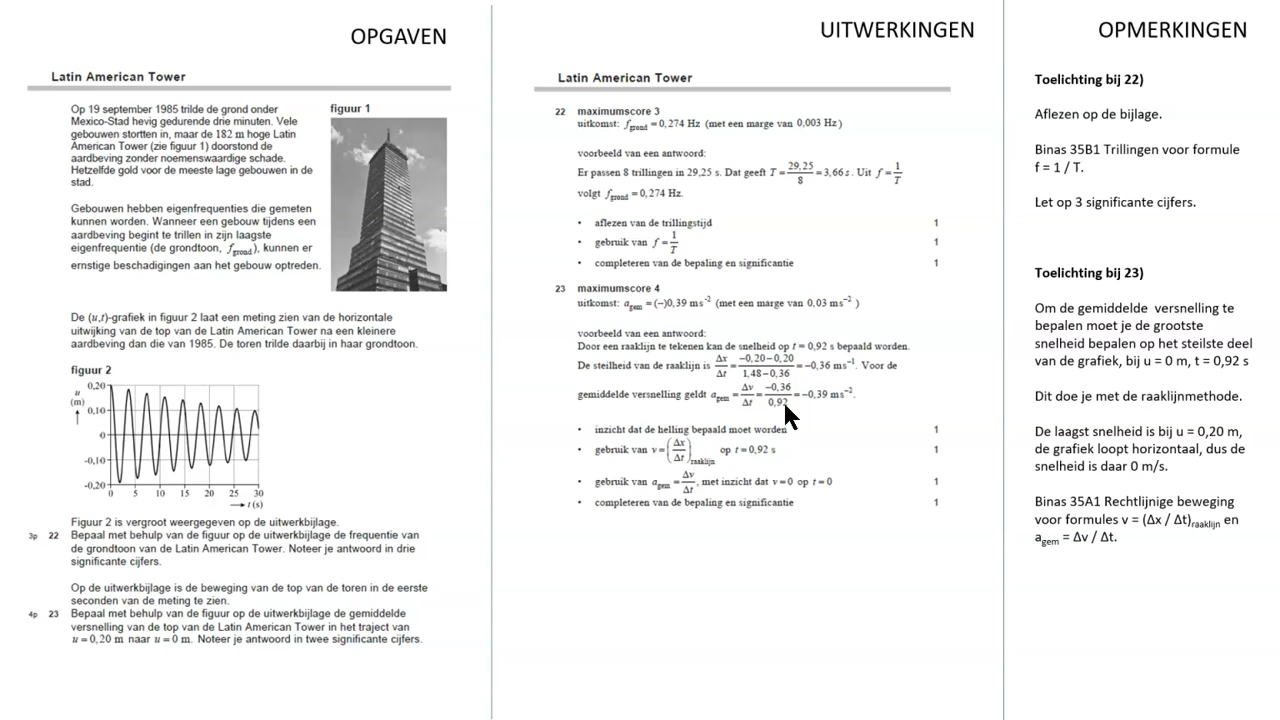 OPGAVEN
Latin American Tower
Op 19 september 1985 trilde de grond onder
Mexico-Stad hevig gedurende drie minuten. Vele
gebouwen stortten in, maar de 182 m hoge Latin
American Tower (zie figuur 1) doorstond de
aardbeving zonder noemenswaardige schade.
Hetzelfde gold voor de meeste lage gebouwen in de
stad.
figuur 1
Gebouwen hebben eigenfrequenties die gemeten
kunnen worden. Wanneer een gebouw tijdens een
aardbeving begint te trillen in zijn laagste
eigenfrequentie (de grondtoon, f grond), kunnen er
ernstige beschadigingen aan het gebouw optreden.
De (u,t)-grafiek in figuur 2 laat een meting zien van de horizontale
uitwijking van de top van de Latin American Tower na een kleinere
aardbeving dan die van 1985. De toren trilde daarbij in haar grondtoon.
figuur 2
u
(m)
0,20
0,10
0
-0,10
-0,20
0 5 10 15 20 25 30
t (s)
Figuur 2 is vergroot weergegeven op de uitwerkbijlage.
3p 22 Bepaal met behulp van de figuur op de uitwerkbijlage de frequentie van
de grondtoon van de Latin American Tower. Noteer je antwoord in drie
significante cijfers.
Op de uitwerkbijlage is de beweging van de top van de toren in de eerste
seconden van de meting te zien.
4p 23 Bepaal met behulp van de figuur op de uitwerkbijlage de gemiddelde
versnelling van de top van de Latin American Tower in het traject van
u = 0,20 m naar u = 0 m. Noteer je antwoord in twee significante cijfers.
UITWERKINGEN
Latin American Tower
22 maximumscore 3
uitkomst: f grond = 0,274 Hz (met een marge van 0,003 Hz)
voorbeeld van een antwoord:
Er passen 8 trillingen in 29,25 s. Dat geeft T = 29,25/8 = 3,66 s. Uit f = 1/T
volgt f grond = 0,274 Hz.
• aflezen van de trillingstijd 1
• gebruik van f = 1/T 1
• completeren van de bepaling en significantie 1
23 maximumscore 4
uitkomst: a gem = (−)0,39 ms⁻² (met een marge van 0,03 ms⁻²)
voorbeeld van een antwoord:
Door een raaklijn te tekenen kan de snelheid op t = 0,92 s bepaald worden.
De steilheid van de raaklijn is Δx/Δt = −0,20−0,20/1,48−0,36 = −0,36 ms⁻¹. Voor de
gemiddelde versnelling geldt a gem = Δv/Δt = −0,36/0,92 = −0,39 ms⁻².
• inzicht dat de helling bepaald moet worden 1
• gebruik van v = (Δx/Δt) raaklijn op t = 0,92 s 1
• gebruik van a gem = Δv/Δt, met inzicht dat v = 0 op t = 0 1
• completeren van de bepaling en significantie 1
OPMERKINGEN
Toelichting bij 22)
Aflezen op de bijlage.
Binas 35B1 Trillingen voor formule
f = 1 / T.
Let op 3 significante cijfers.
Toelichting bij 23)
Om de gemiddelde versnelling te
bepalen moet je de grootste
snelheid bepalen op het steilste deel
van de grafiek, bij u = 0 m, t = 0,92 s
Dit doe je met de raaklijnmethode.
De laagst snelheid is bij u = 0,20 m,
de grafiek loopt horizontaal, dus de
snelheid is daar 0 m/s.
Binas 35A1 Rechtlijnige beweging
voor formules v = (Δx / Δt)raaklijn en
agem = Δv / Δt.